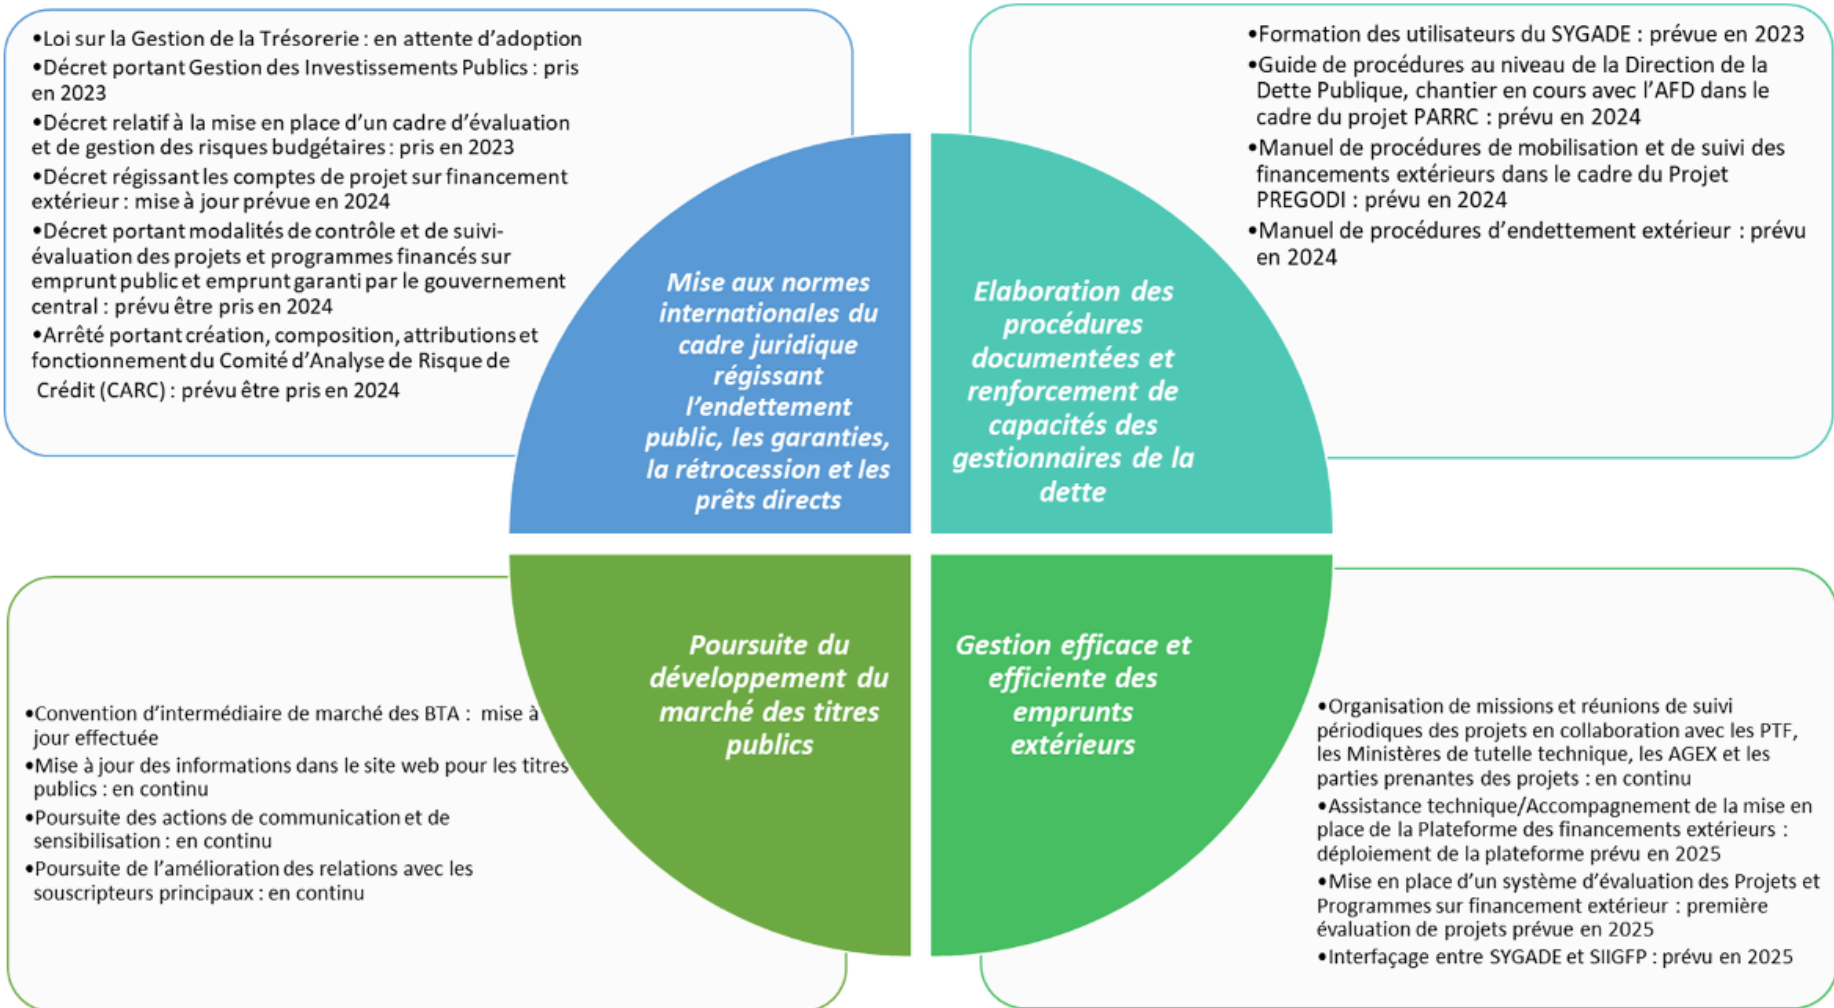 •Loi sur la Gestion de la Trésorerie : en attente d’adoption
•Décret portant Gestion des Investissements Publics : pris
en 2023
•Décret relatif à la mise en place d’un cadre d’évaluation
et de gestion des risques budgétaires : pris en 2023
•Décret régissant les comptes de projet sur financement
extérieur : mise à jour prévue en 2024
•Décret portant modalités de contrôle et de suivi-
évaluation des projets et programmes financés sur
emprunt public et emprunt garanti par le gouvernement
central : prévu être pris en 2024
•Arrêté portant création, composition, attributions et
fonctionnement du Comité d’Analyse de Risque de
Crédit (CARC) : prévu être pris en 2024
Mise aux normes
internationales du
cadre juridique
régissant
l’endettement
public, les garanties,
la rétrocession et les
prêts directs
•Formation des utilisateurs du SYGADE : prévue en 2023
•Guide de procédures au niveau de la Direction de la
Dette Publique, chantier en cours avec l’AFD dans le
cadre du projet PARRC : prévu en 2024
•Manuel de procédures de mobilisation et de suivi des
financements extérieurs dans le cadre du Projet
PREGODI : prévu en 2024
•Manuel de procédures d’endettement extérieur : prévu
en 2024
Elaboration des
procédures
documentées et
renforcement de
capacités des
gestionnaires de la
dette
•Convention d’intermédiaire de marché des BTA : mise à
jour effectuée
•Mise à jour des informations dans le site web pour les titres
publics : en continu
•Poursuite des actions de communication et de
sensibilisation : en continu
•Poursuite de l’amélioration des relations avec les
souscripteurs principaux : en continu
Poursuite du
développement du
marché des titres
publics
Gestion efficace et
efficiente des
emprunts
extérieurs
•Organisation de missions et réunions de suivi
périodiques des projets en collaboration avec les PTF,
les Ministères de tutelle technique, les AGEX et les
parties prenantes des projets : en continu
•Assistance technique/Accompagnement de la mise en
place de la Plateforme des financements extérieurs :
déploiement de la plateforme prévu en 2025
•Mise en place d’un système d’évaluation des Projets et
Programmes sur financement extérieur : première
évaluation de projets prévue en 2025
•Interfaçage entre SYGADE et SIIGFP : prévu en 2025